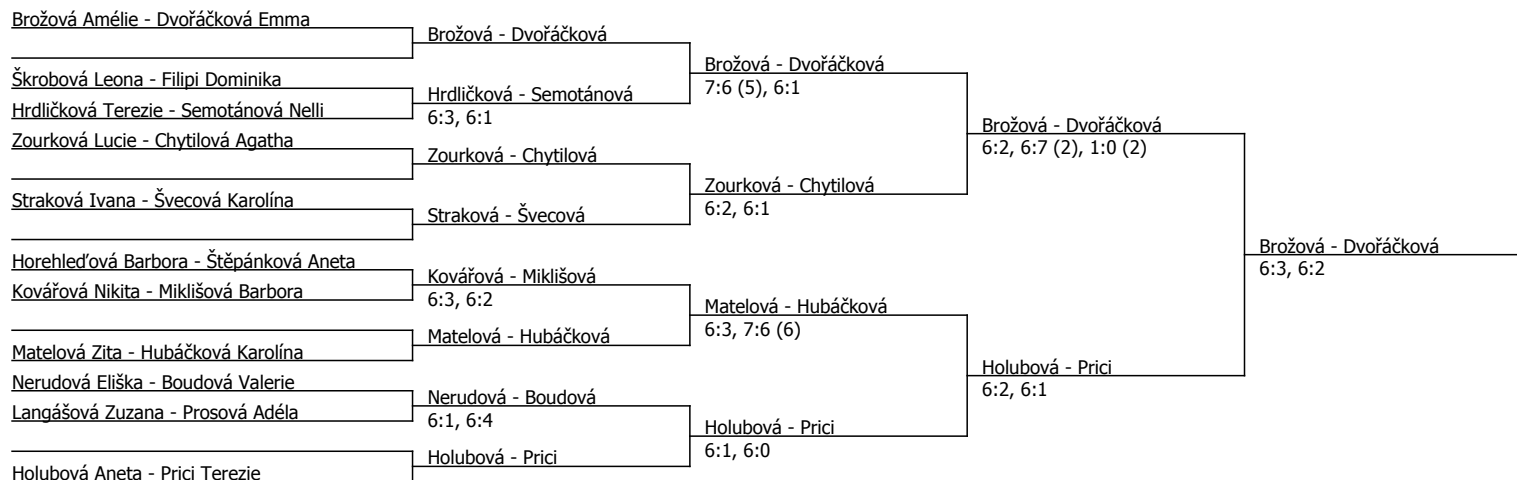 Brožová Amélie - Dvořáčková Emma
Škrobová Leona - Filipi Dominika
Hrdličková Terezie - Semotánová Nelli
Zourková Lucie - Chytilová Agatha
Straková Ivana - Švecová Karolína
Horehleďová Barbora - Štěpánková Aneta
Kovářová Nikita - Miklišová Barbora
Matelová Zita - Hubáčková Karolína
Nerudová Eliška - Boudová Valerie
Langášová Zuzana - Prosová Adéla
Holubová Aneta - Prici Terezie
Brožová - Dvořáčková
Hrdličková - Semotánová
6:3, 6:1
Zourková - Chytilová
Straková - Švecová
Kovářová - Miklišová
6:3, 6:2
Matelová - Hubáčková
Nerudová - Boudová
6:1, 6:4
Holubová - Prici
Brožová - Dvořáčková
7:6 (5), 6:1
Zourková - Chytilová
6:2, 6:1
Matelová - Hubáčková
6:3, 7:6 (6)
Holubová - Prici
6:1, 6:0
Brožová - Dvořáčková
6:2, 6:7 (2), 1:0 (2)
Holubová - Prici
6:2, 6:1
Brožová - Dvořáčková
6:3, 6:2